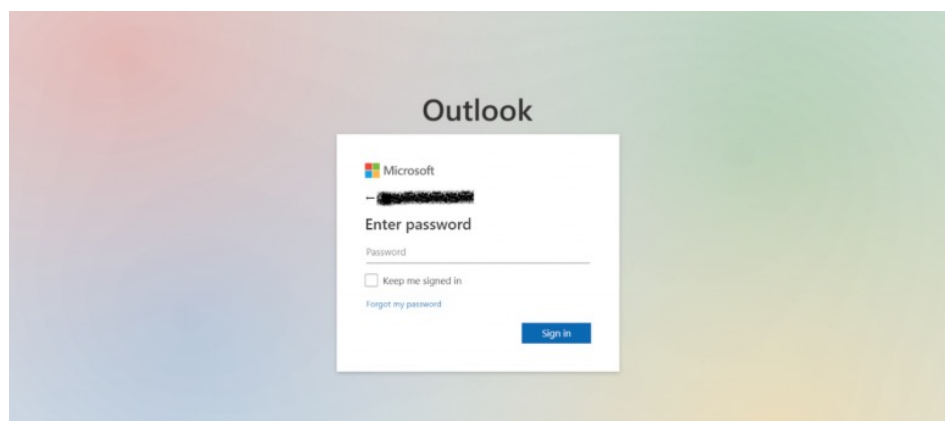 Outlook
Microsoft
←
Enter password
Password
Keep me signed in
Forgot my password
Sign in